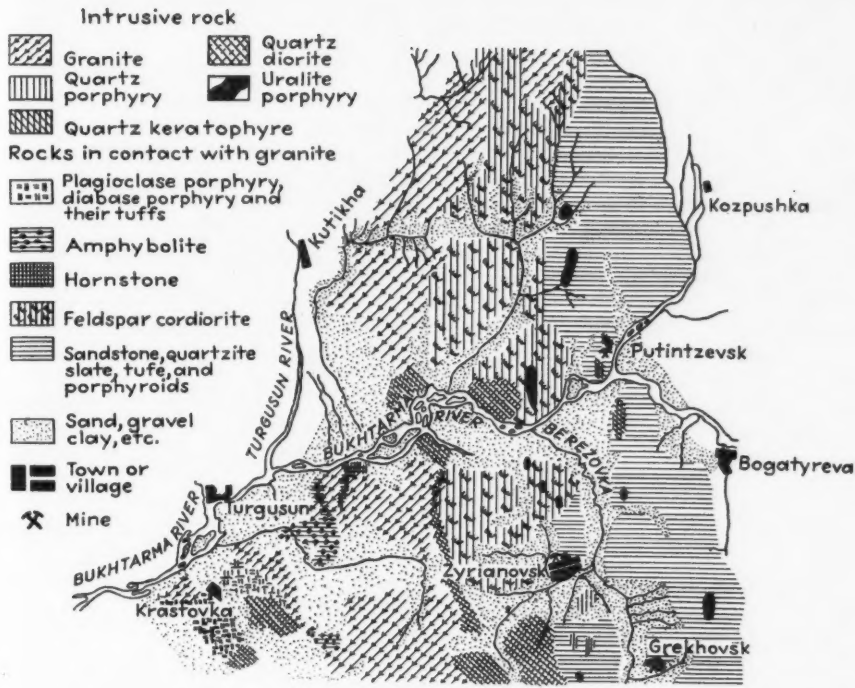 Intrusive rock
Granite
Quartz
diorite
Quartz
porphyry
Uralite
porphyry
Quartz keratophyre
Rocks in contact with granite
Plagioclase porphyry,
diabase porphyry and
their tuffs
Amphybolite
Hornstone
Feldspar cordiorite
Sandstone, quartzite
slate, tufe, and
porphyroids
Sand, gravel
clay, etc.
Town or
village
Mine
Kutikha
Kozpushka
TURGUSUN RIVER
Putintzevsk
BUKHTARMA
RIVER
BEREZOVKA
Bogatyreva
Turgusun
BUKHTARMA RIVER
Zyrianovsk
Krastovka
Grekhovsk